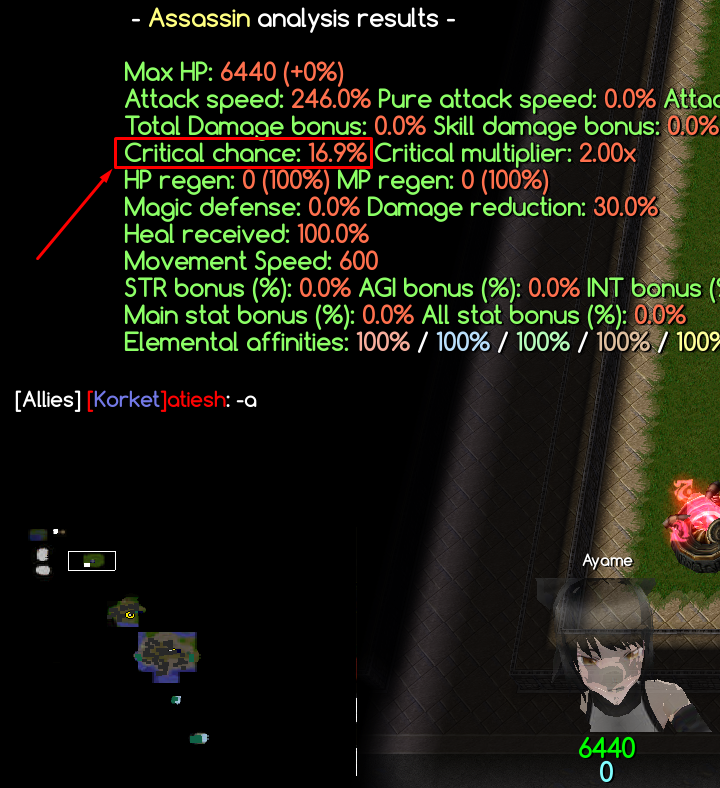 - Assassin analysis results -
Max HP: 6440 (+0%)
Attack speed: 246.0% Pure attack speed: 0.0% Attac
Total Damage bonus: 0.0% Skill damage bonus: 0.0%
Critical chance: 16.9% Critical multiplier: 2.00x
HP regen: 0 (100%) MP regen: 0 (100%)
Magic defense: 0.0% Damage reduction: 30.0%
Heal received: 100.0%
Movement Speed: 600
STR bonus (%): 0.0% AGI bonus (%): 0.0% INT bonus (%
Main stat bonus (%): 0.0% All stat bonus (%): 0.0%
Elemental affinities: 100% / 100% / 100% / 100% / 100%
[Allies] [Korket]atiesh: -a
Ayame
6440
0